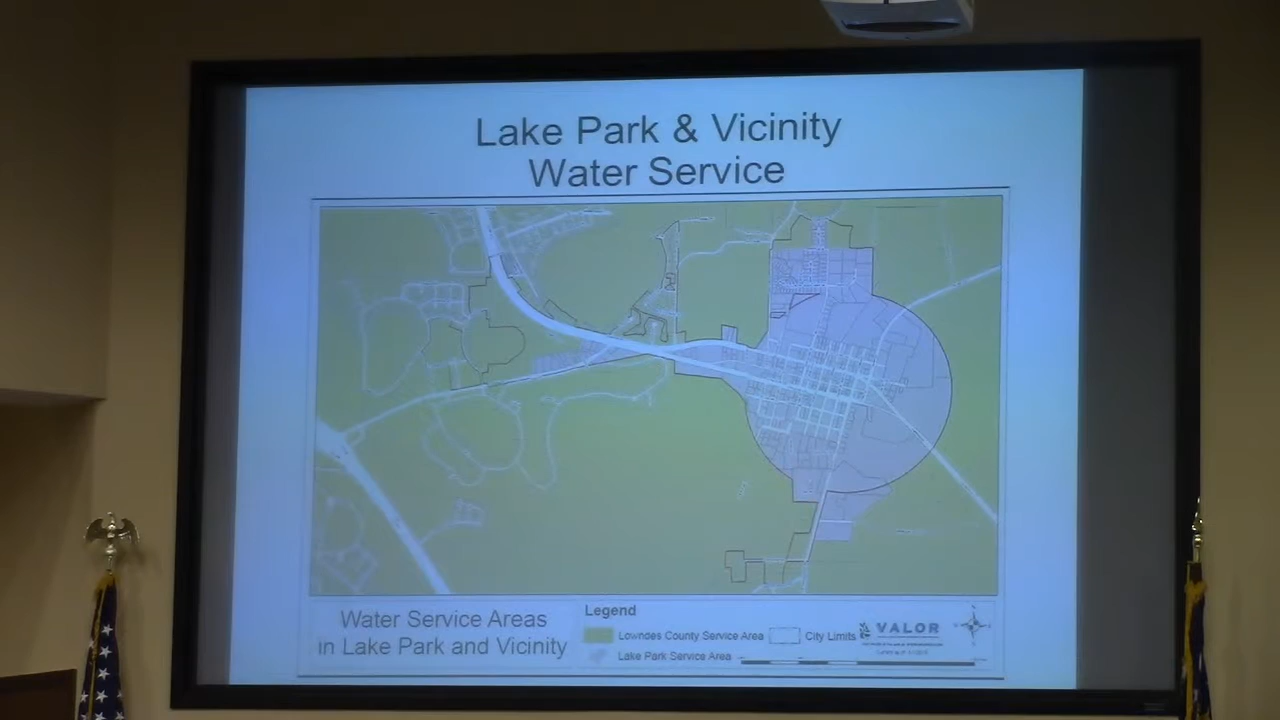 Lake Park & Vicinity
Water Service
Water Service Areas
in Lake Park and Vicinity
Legend
Lowndes County Service Area
City Limits
Lake Park Service Area
VALOR